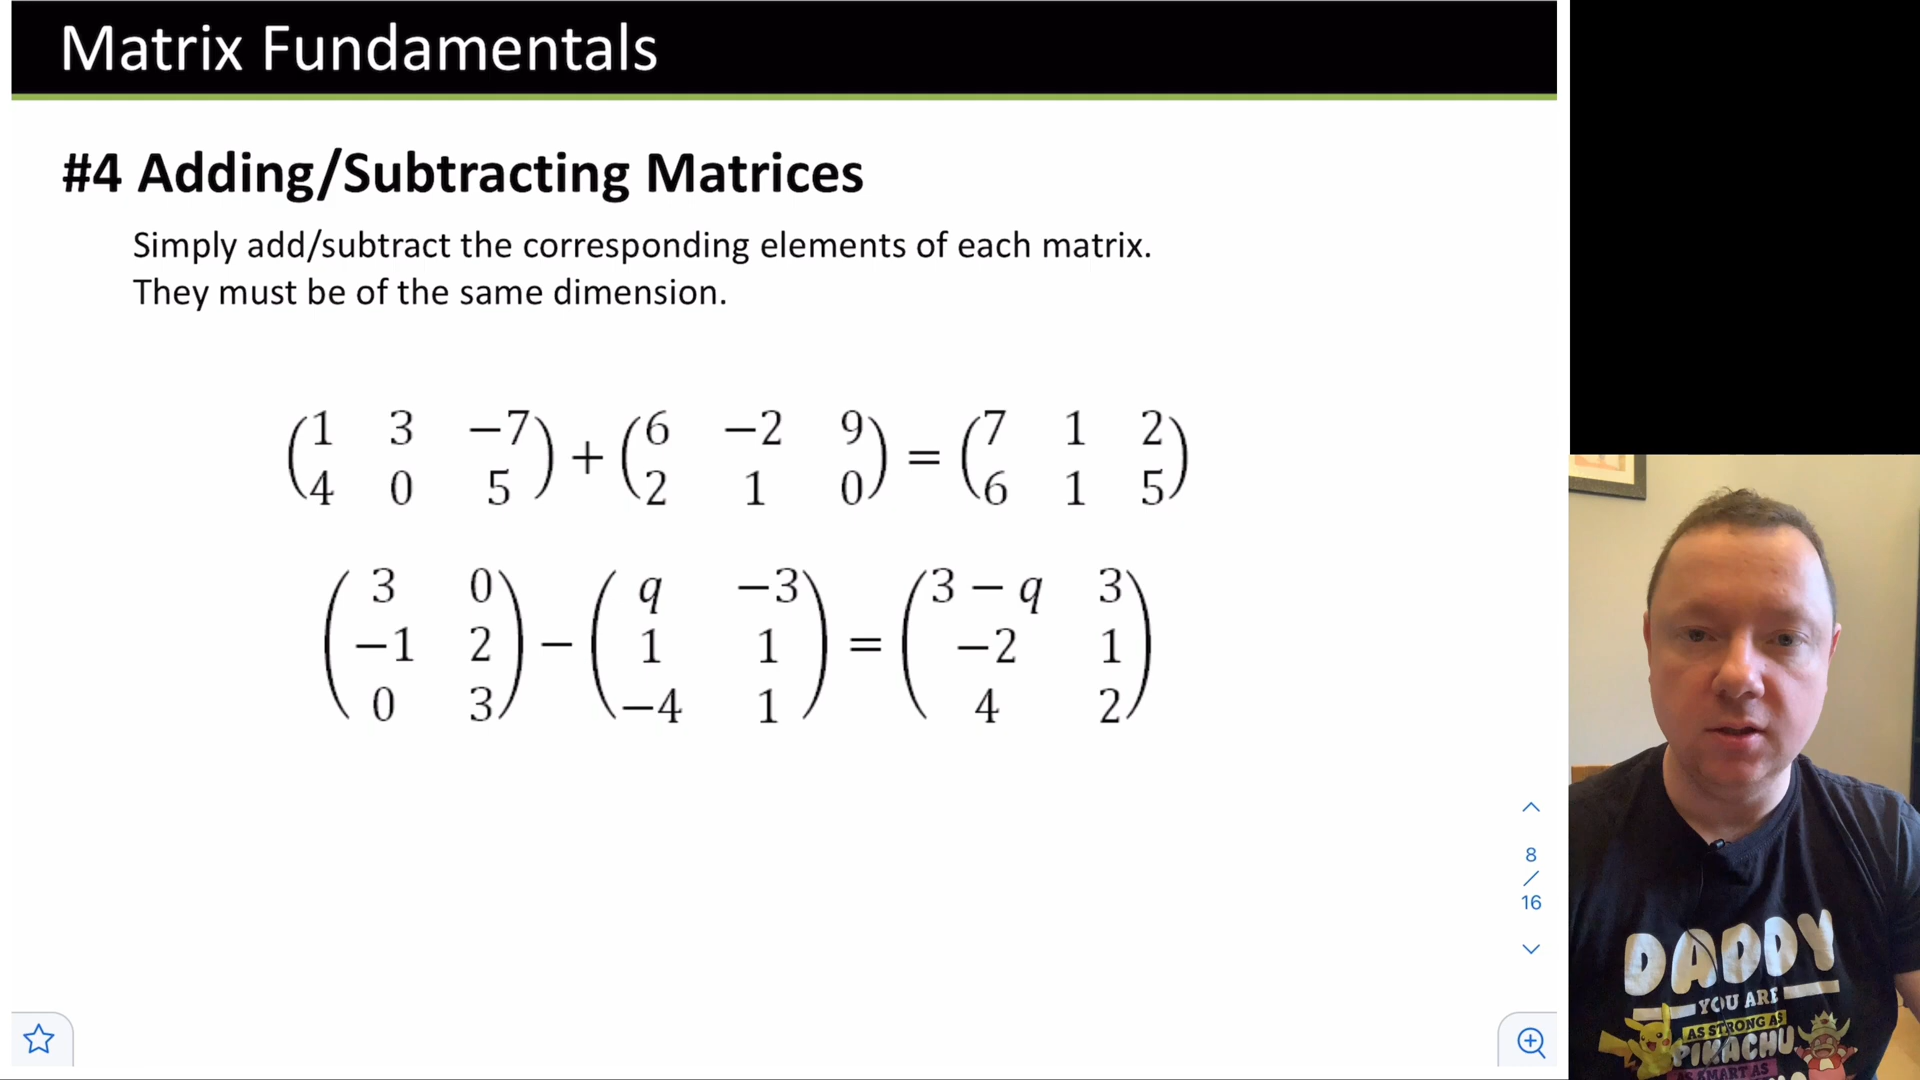 Matrix Fundamentals
#4 Adding/Subtracting Matrices
Simply add/subtract the corresponding elements of each matrix.
They must be of the same dimension.
(1 3 −7) + (6 −2 9) = (7 1 2)
(4 0 5) (2 1 0) (6 1 5)
(3 0) − (q −3) = (3 − q 3)
(−1 2) (1 1) (−2 1)
(0 3) (−4 1) (4 2)
8
/
16
DADDY
YOU ARE
AS STRONG AS
PIKACHU
AS SMART AS